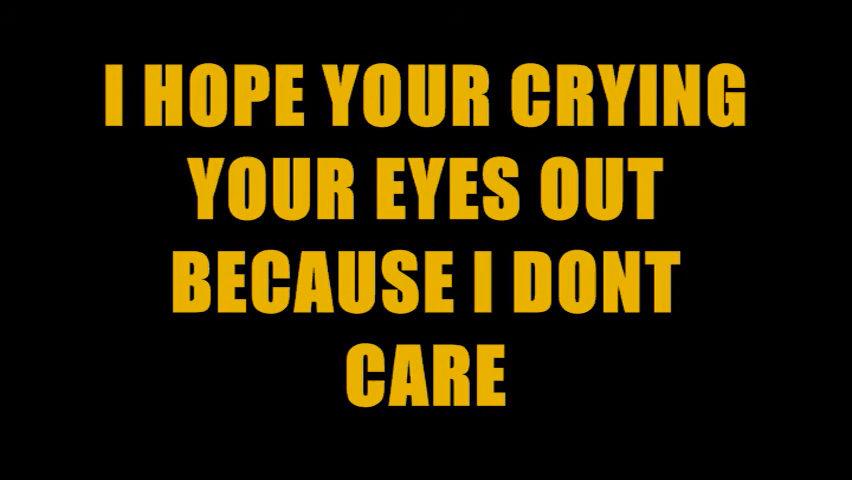 I HOPE YOUR CRYING
YOUR EYES OUT
BECAUSE I DONT
CARE